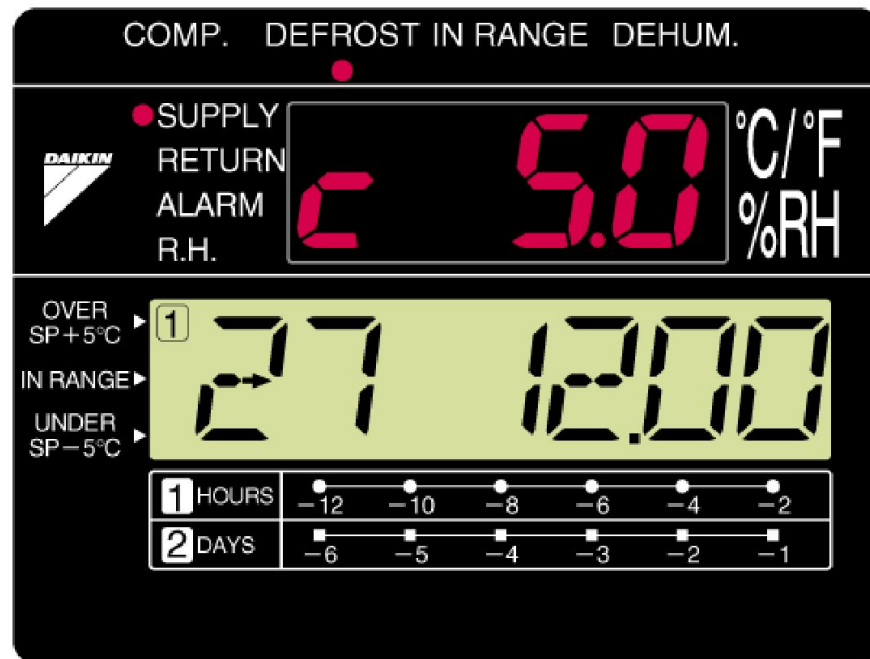 COMP. DEFROST IN RANGE DEHUM.
SUPPLY
RETURN
ALARM
R.H.
DAIKIN
c 5.0
°C/°F
%RH
OVER
SP+5°C
IN RANGE
UNDER
SP−5°C
1 27 12.00
1 HOURS −12 −10 −8 −6 −4 −2
2 DAYS −6 −5 −4 −3 −2 −1